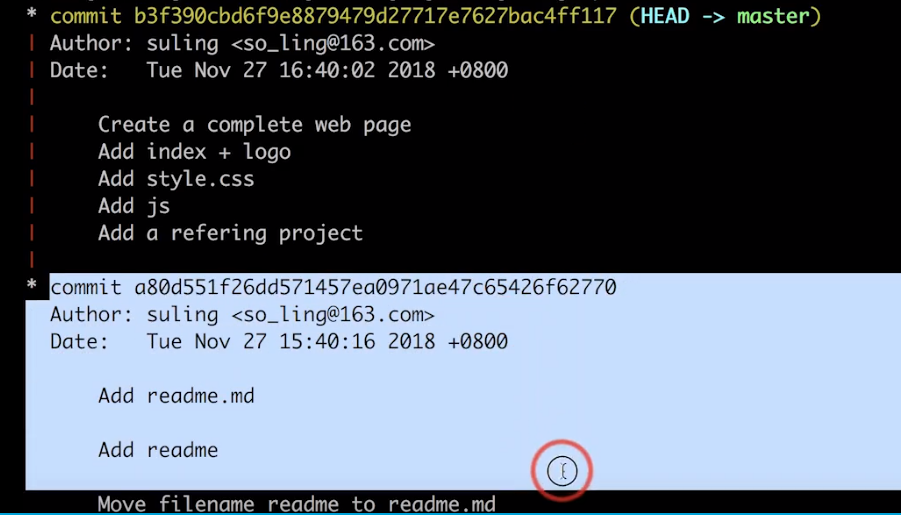 * commit b3f390cbd6f9e8879479d27717e7627bac4ff117 (HEAD -> master)
| Author: suling <so_ling@163.com>
| Date:   Tue Nov 27 16:40:02 2018 +0800
|
|     Create a complete web page
|     Add index + logo
|     Add style.css
|     Add js
|     Add a refering project
|
* commit a80d551f26dd571457ea0971ae47c65426f62770
Author: suling <so_ling@163.com>
Date:   Tue Nov 27 15:40:16 2018 +0800
Add readme.md
Add readme
Move filename readme to readme.md